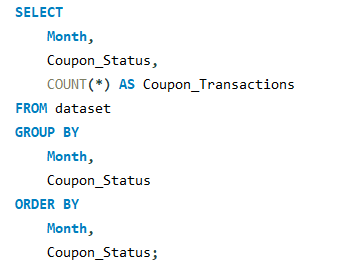 SELECT
Month,
Coupon_Status,
COUNT(*) AS Coupon_Transactions
FROM dataset
GROUP BY
Month,
Coupon_Status
ORDER BY
Month,
Coupon_Status;